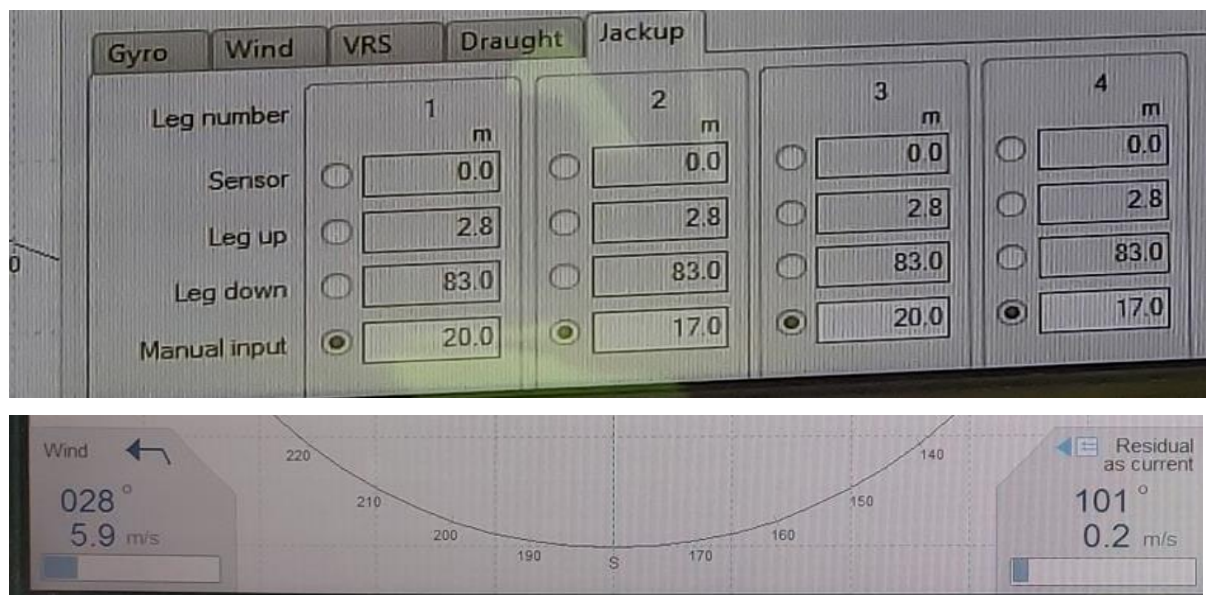 Gyro Wind VRS Draught Jackup
Leg number 1 2 3 4
m m m m
Sensor 0.0 0.0 0.0 0.0
Leg up 2.8 2.8 2.8 2.8
Leg down 83.0 83.0 83.0 83.0
Manual input 20.0 17.0 20.0 17.0
0
Wind
028 °
5.9 m/s
220
210
200
190
S
170
160
150
140
Residual
as current
101 °
0.2 m/s